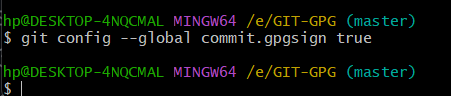 hp@DESKTOP-4NQCMAL MINGW64 /e/GIT-GPG (master)
$ git config --global commit.gpgsign true
hp@DESKTOP-4NQCMAL MINGW64 /e/GIT-GPG (master)
$